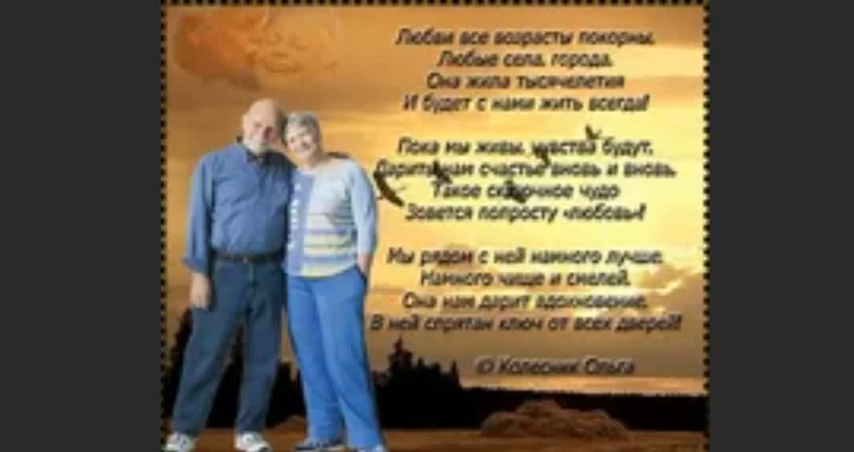 Любви все возрасты покорны,
Любые села, города,
Она жила тысячелетия
И будет с нами жить всегда!
Пока мы живы, чувства будут,
Дарить нам счастье вновь и вновь,
Такое сказочное чудо
Зовется попросту «любовь»!
Мы рядом с ней намного лучше,
Намного чище и смелей,
Она нам дарит вдохновение,
В ней спрятан ключ от всех дверей!
© Колесник Ольга